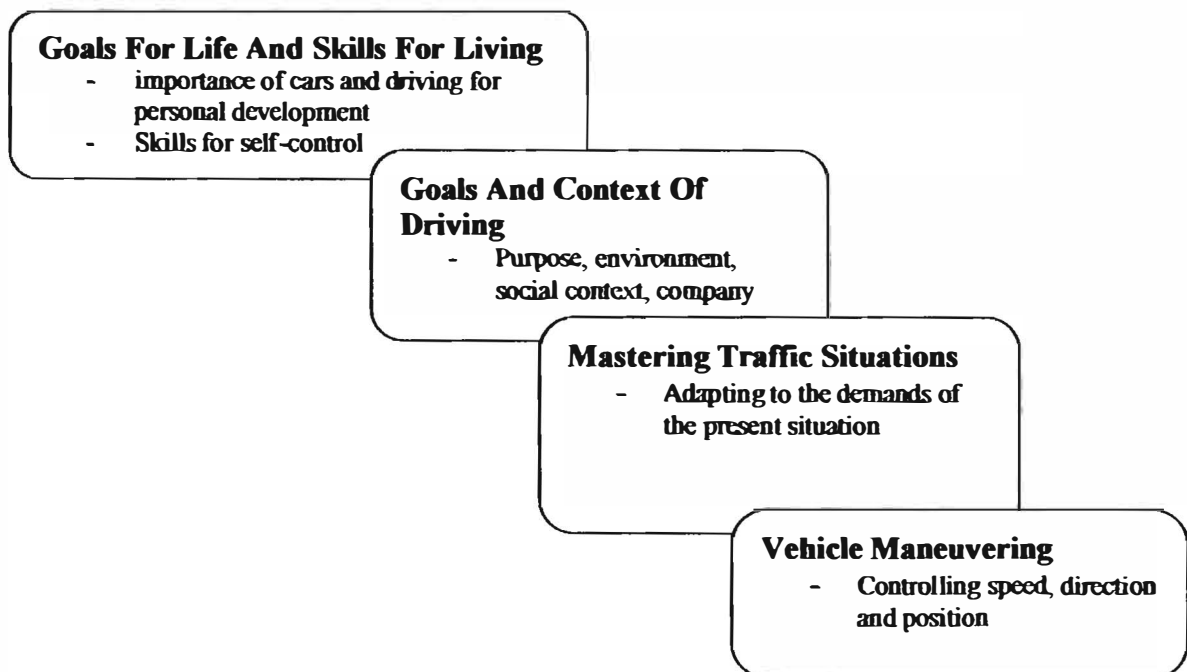 Goals For Life And Skills For Living
- importance of cars and driving for
personal development
- Skills for self-control
Goals And Context Of
Driving
- Purpose, environment,
social context, company
Mastering Traffic Situations
- Adapting to the demands of
the present situation
Vehicle Maneuvering
- Controlling speed, direction
and position